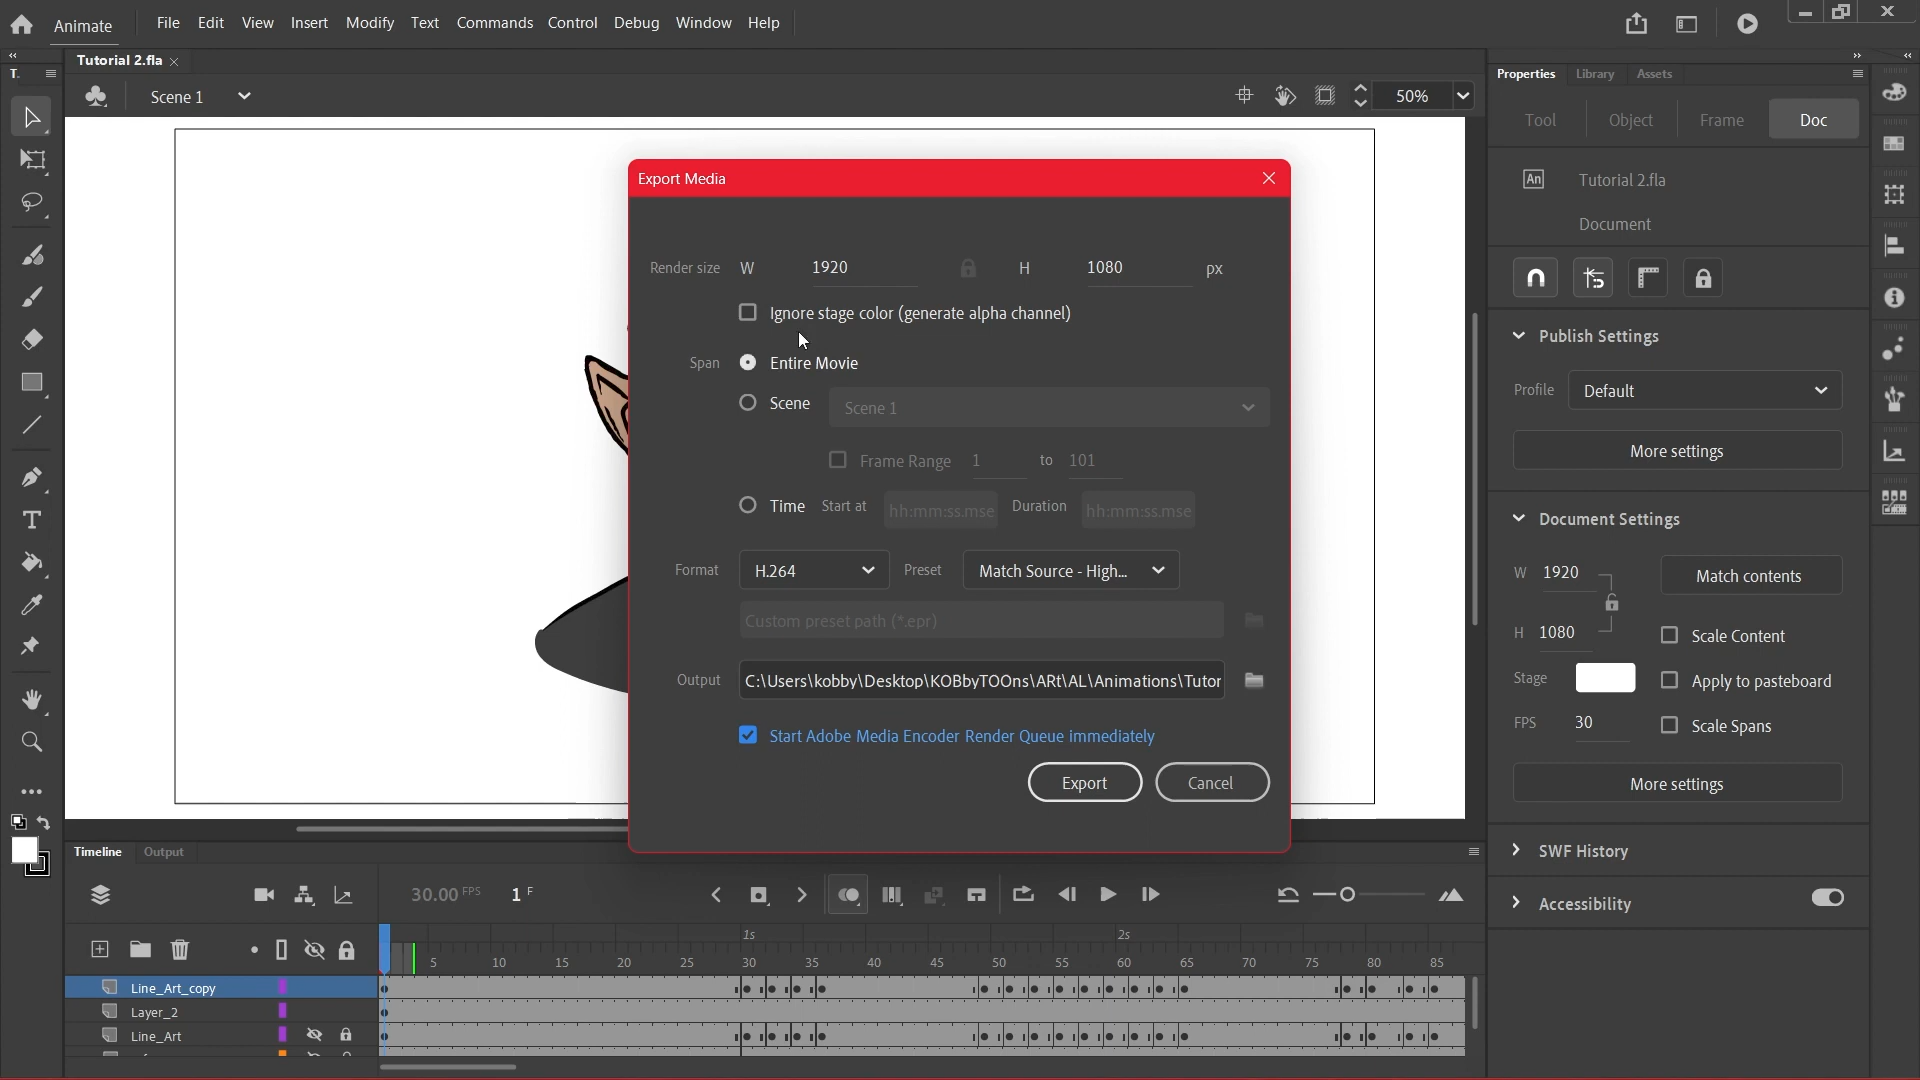 Animate File Edit View Insert Modify Text Commands Control Debug Window Help
Tutorial 2.fla
T.
Scene 1
50%
Properties Library Assets
Tool Object Frame Doc
An Tutorial 2.fla
Document
Publish Settings
Profile Default
More settings
Document Settings
W 1920 Match contents
H 1080 Scale Content
Stage Apply to pasteboard
FPS 30 Scale Spans
More settings
SWF History
Accessibility
Export Media
Render size W 1920 H 1080 px
Ignore stage color (generate alpha channel)
Span Entire Movie
Scene Scene 1
Frame Range 1 to 101
Time Start at hh:mm:ss.mse Duration hh:mm:ss.mse
Format H.264 Preset Match Source - High...
Custom preset path (*.epr)
Output C:\Users\kobby\Desktop\KOBbyTOOns\ARt\AL\Animations\Tutor
Start Adobe Media Encoder Render Queue immediately
Export Cancel
Timeline Output
30.00 FPS 1 F
1s 2s
5 10 15 20 25 30 35 40 45 50 55 60 65 70 75 80 85
Line_Art_copy
Layer_2
Line_Art